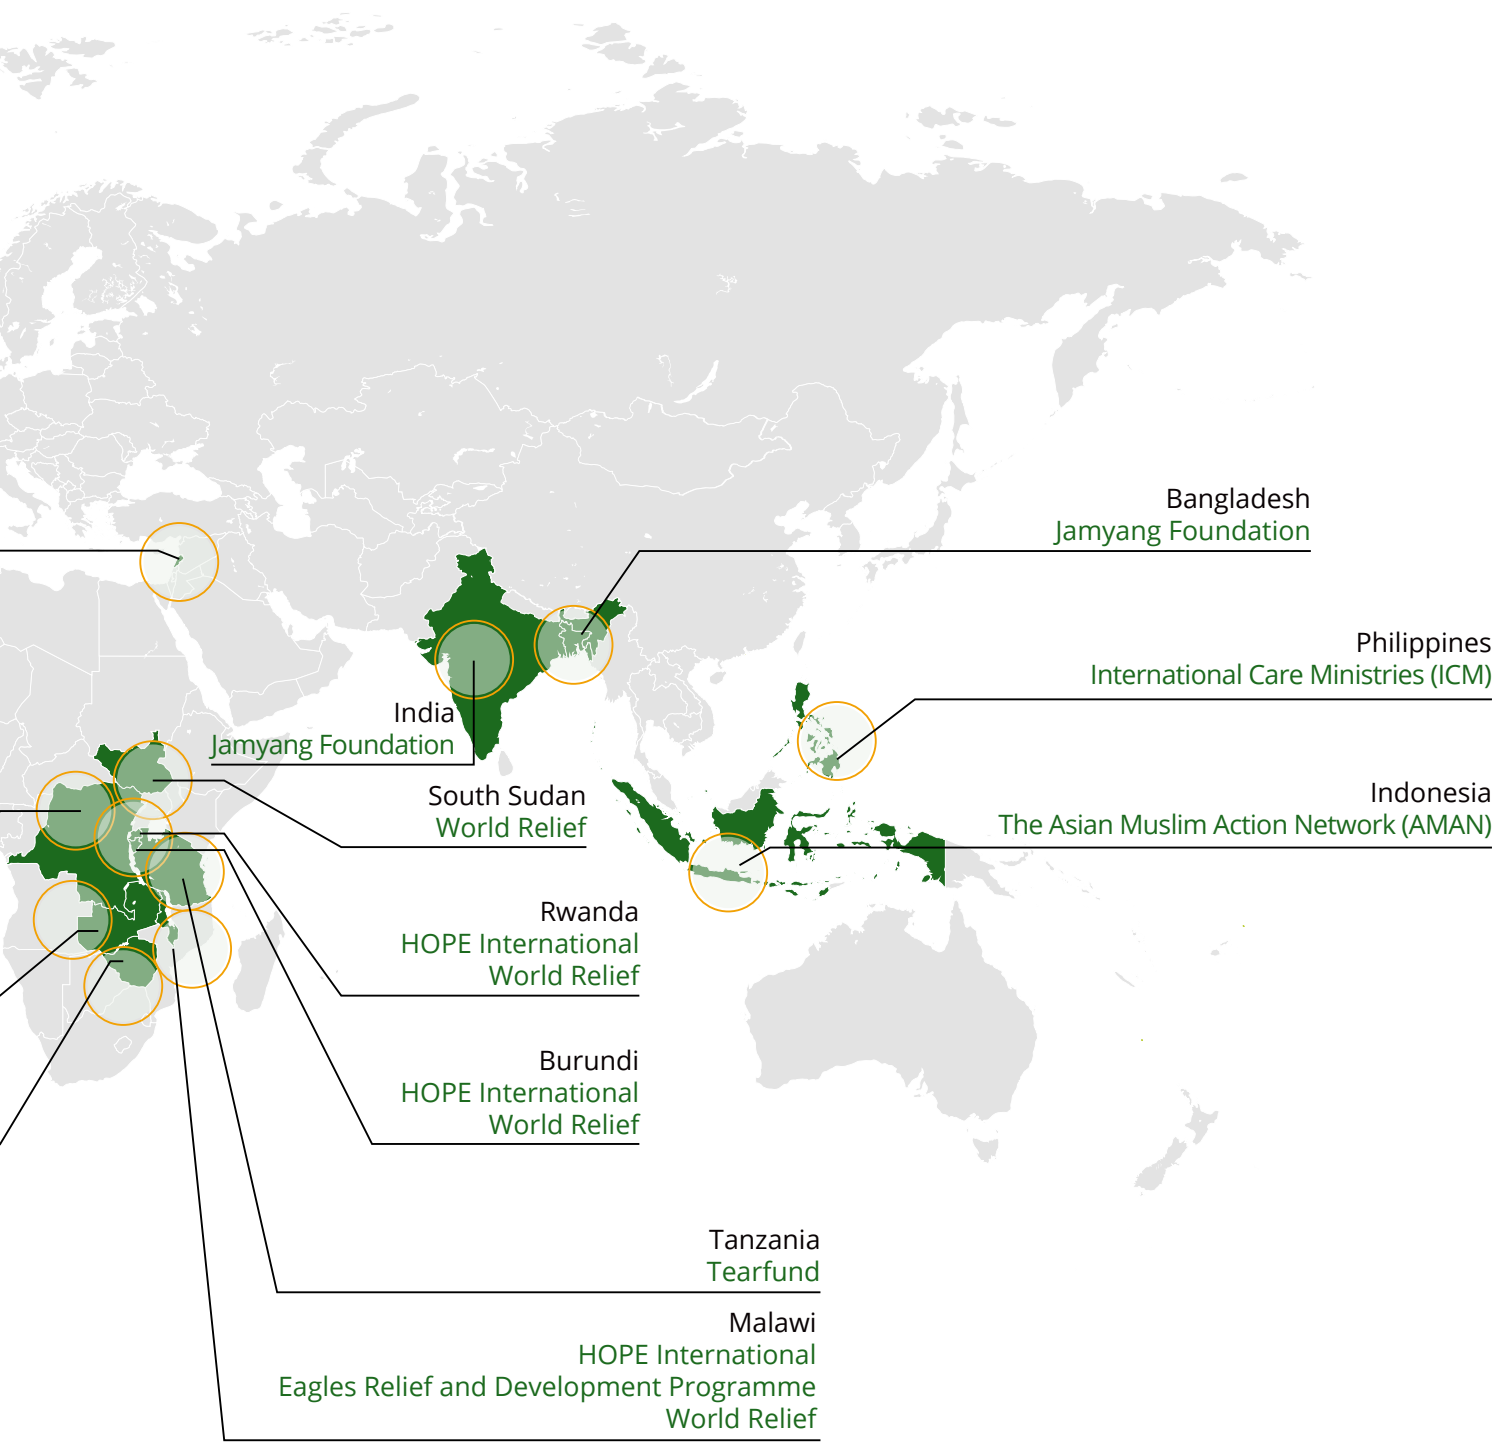 Bangladesh
Jamyang Foundation
Philippines
International Care Ministries (ICM)
India
Jamyang Foundation
South Sudan
World Relief
Indonesia
The Asian Muslim Action Network (AMAN)
Rwanda
HOPE International
World Relief
Burundi
HOPE International
World Relief
Tanzania
Tearfund
Malawi
HOPE International
Eagles Relief and Development Programme
World Relief